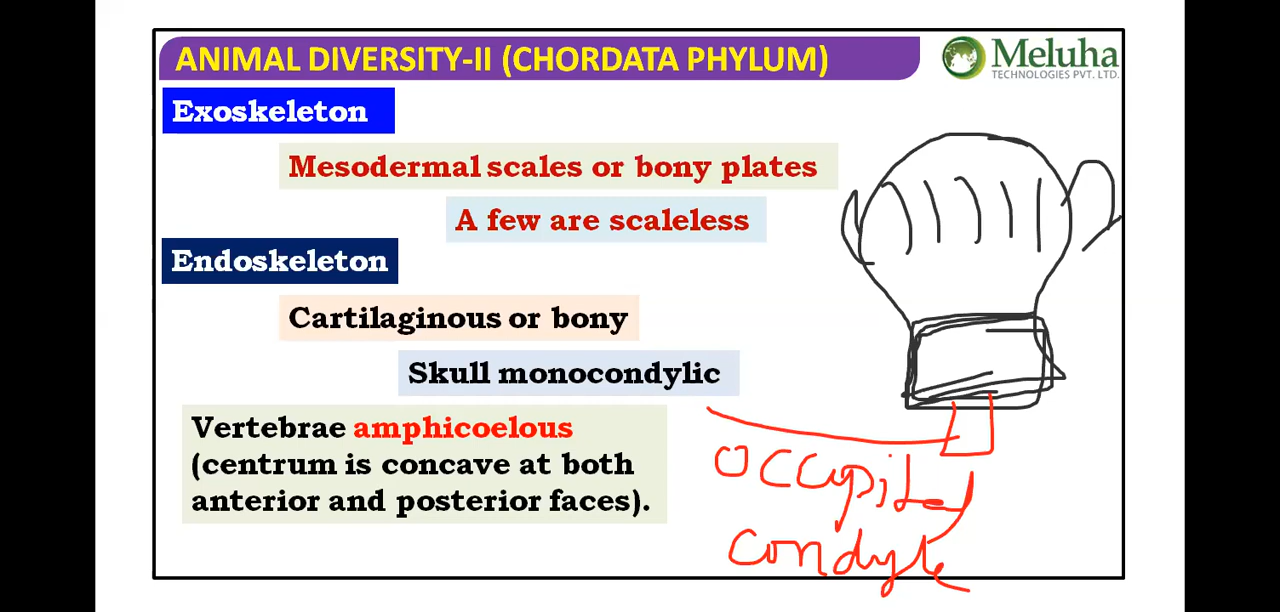 ANIMAL DIVERSITY-II (CHORDATA PHYLUM)
Meluha
TECHNOLOGIES PVT. LTD.
Exoskeleton
Mesodermal scales or bony plates
A few are scaleless
Endoskeleton
Cartilaginous or bony
Skull monocondylic
Vertebrae amphicoelous
(centrum is concave at both
anterior and posterior faces).
occupital
condyle